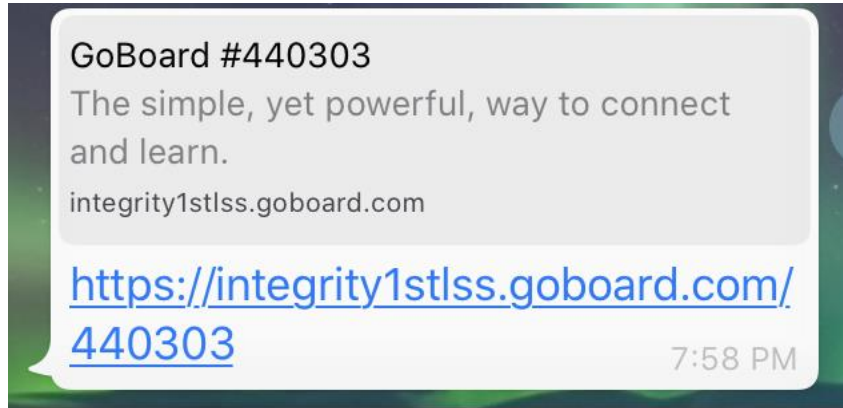 GoBoard #440303
The simple, yet powerful, way to connect
and learn.
integrity1stlss.goboard.com
https://integrity1stlss.goboard.com/
440303
7:58 PM